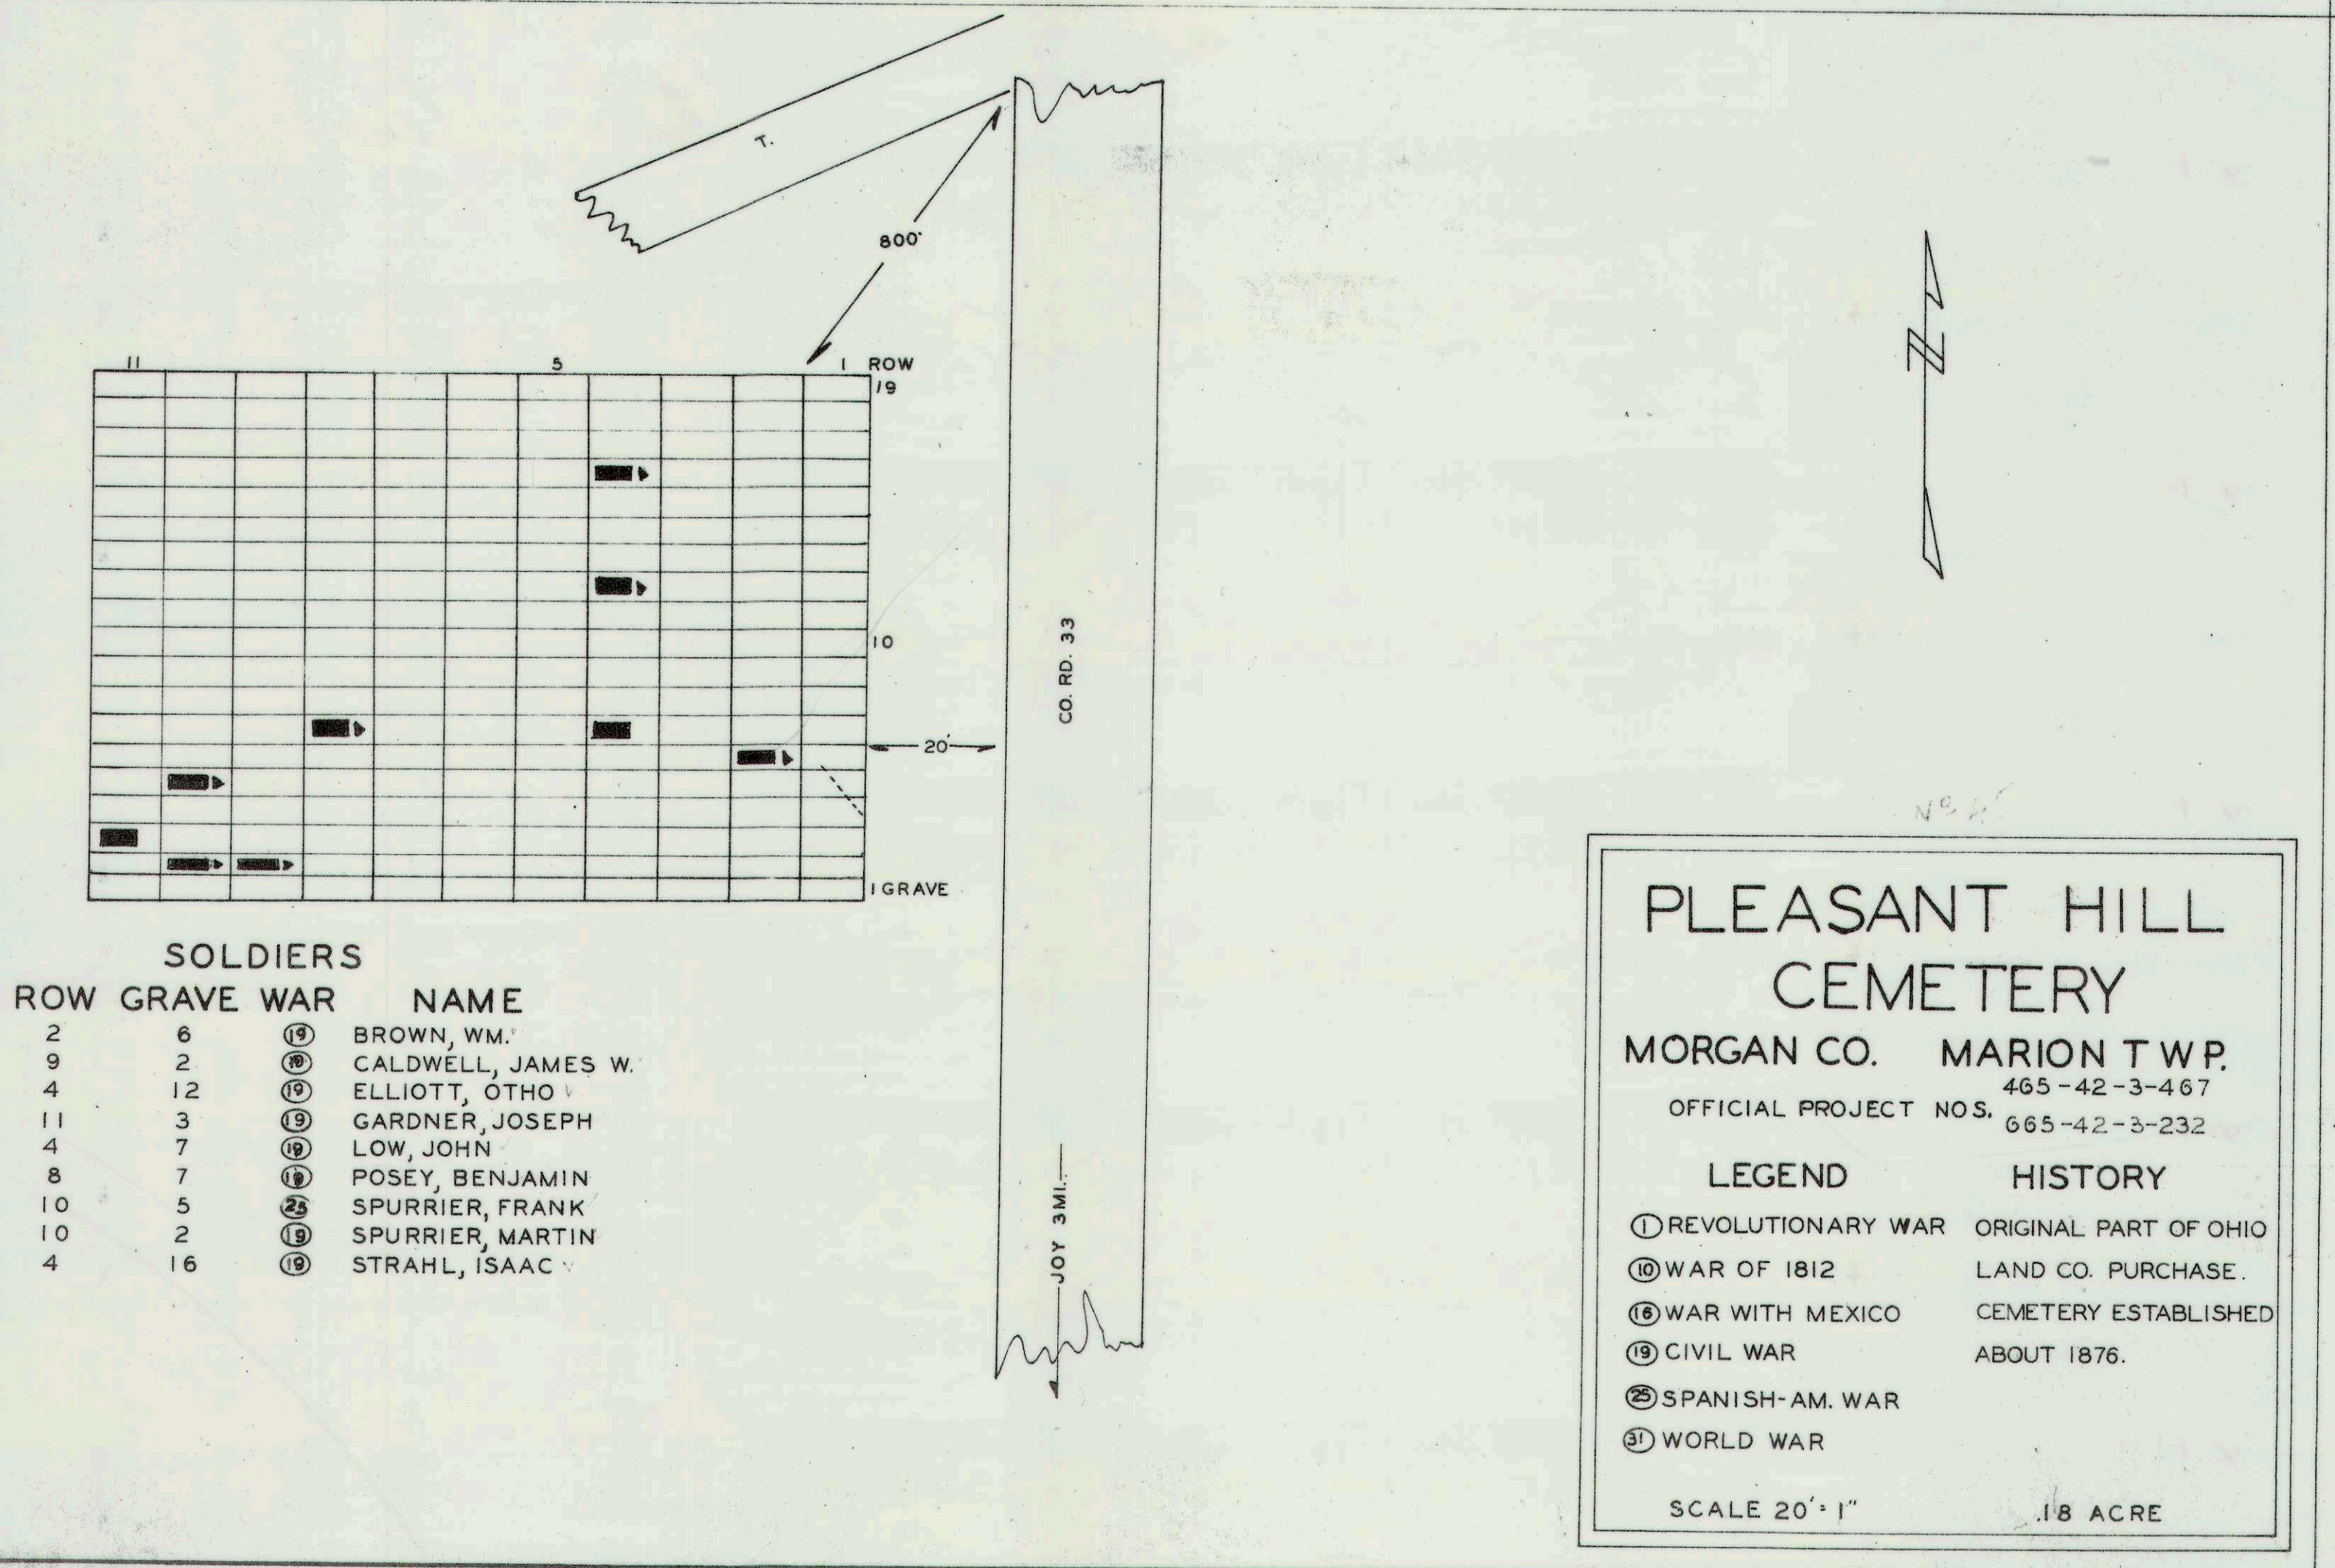 T.
800'
11 5 1 ROW
19
10
20'
1 GRAVE
CO. RD. 33
JOY 3MI.
SOLDIERS
ROW GRAVE WAR NAME
2 6 19 BROWN, WM.
9 2 19 CALDWELL, JAMES W.
4 12 19 ELLIOTT, OTHO
11 3 19 GARDNER, JOSEPH
4 7 19 LOW, JOHN
8 7 19 POSEY, BENJAMIN
10 5 25 SPURRIER, FRANK
10 2 19 SPURRIER, MARTIN
4 16 19 STRAHL, ISAAC
N
PLEASANT HILL
CEMETERY
MORGAN CO. MARION TWP.
OFFICIAL PROJECT NOS.
465-42-3-467
665-42-3-232
LEGEND
1 REVOLUTIONARY WAR
10 WAR OF 1812
16 WAR WITH MEXICO
19 CIVIL WAR
25 SPANISH-AM. WAR
31 WORLD WAR
HISTORY
ORIGINAL PART OF OHIO
LAND CO. PURCHASE.
CEMETERY ESTABLISHED
ABOUT 1876.
SCALE 20'=1"
.18 ACRE